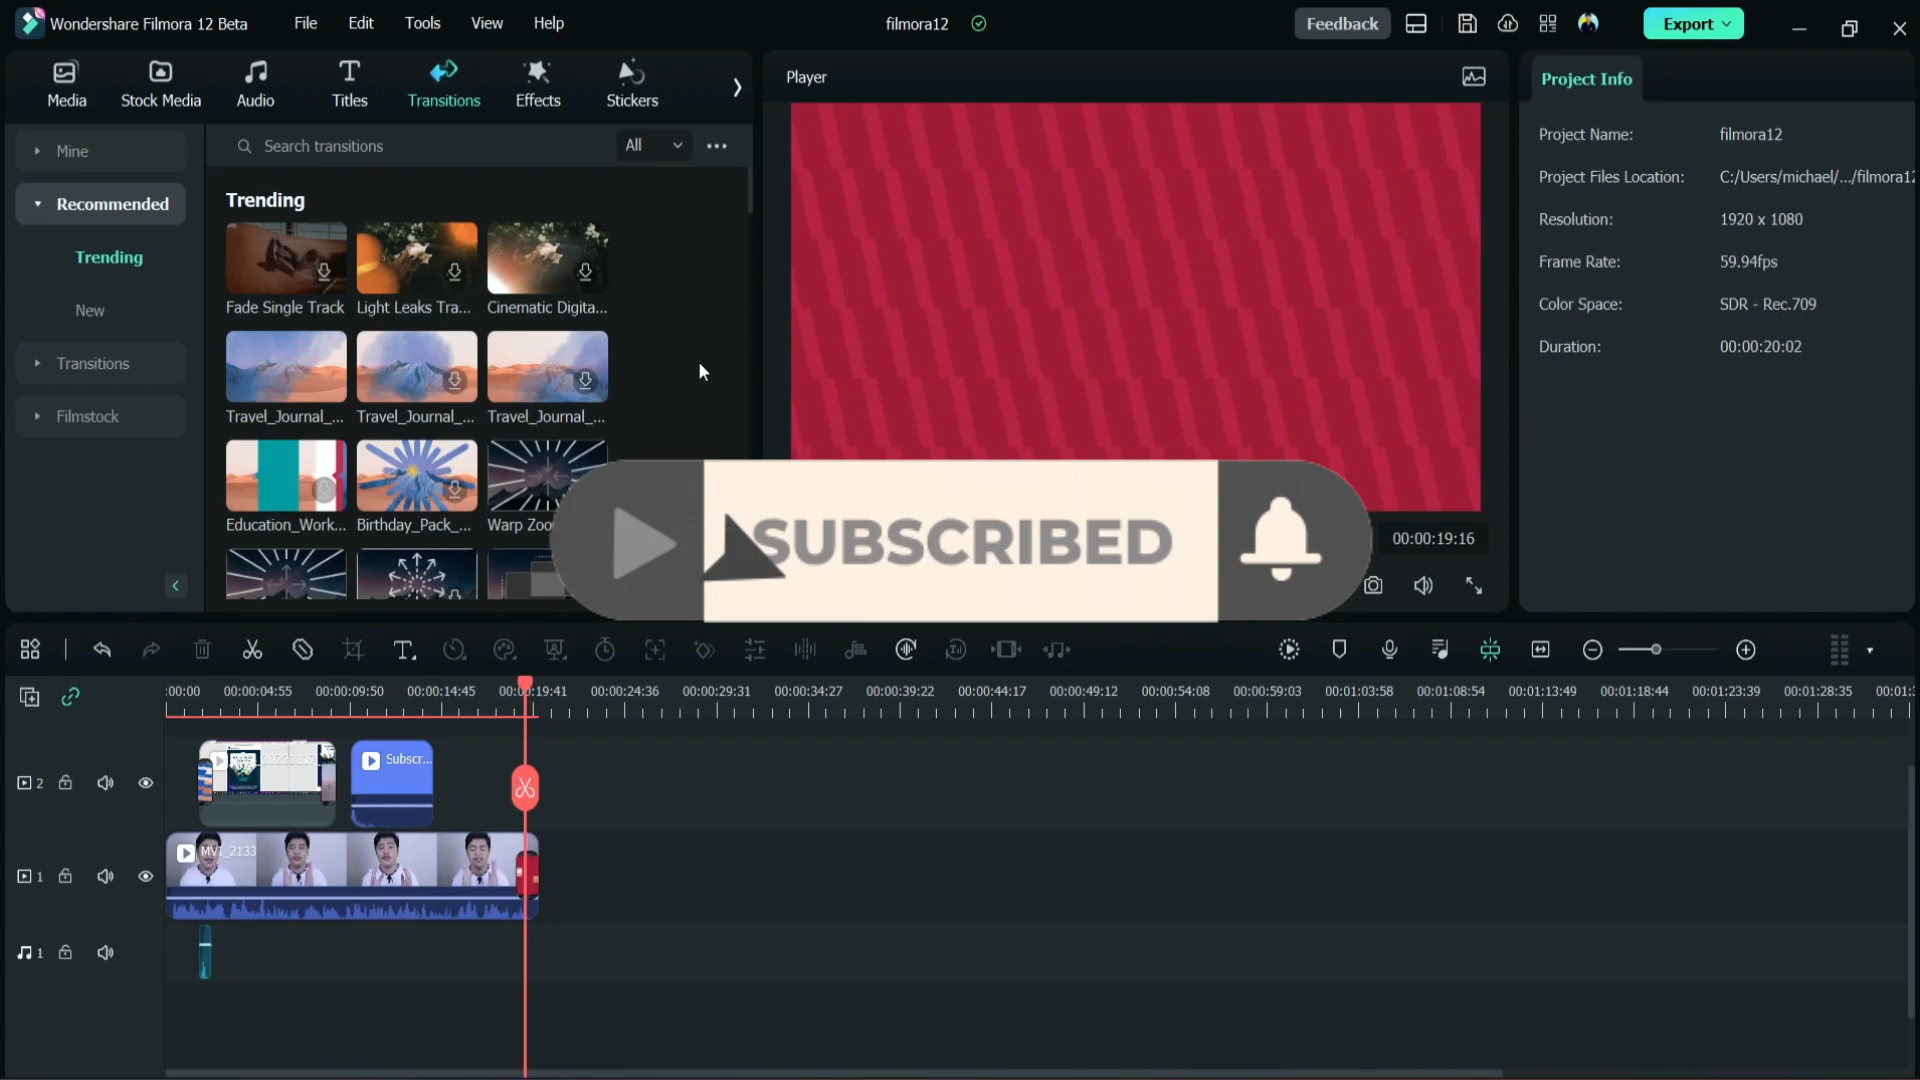 Wondershare Filmora 12 Beta
File
Edit
Tools
View
Help
filmora12
Feedback
Export
Media
Stock Media
Audio
Titles
Transitions
Effects
Stickers
Player
Project Info
Mine
Search transitions
All
Project Name:
filmora12
Recommended
Trending
Project Files Location:
C:/Users/michael/.../filmora12
Resolution:
1920 x 1080
Trending
Frame Rate:
59.94fps
New
Fade Single Track
Light Leaks Tra...
Cinematic Digita...
Color Space:
SDR - Rec.709
Duration:
00:00:20:02
Transitions
Filmstock
Travel_Journal_...
Travel_Journal_...
Travel_Journal_...
Education_Work...
Birthday_Pack_...
Warp Zoo
SUBSCRIBED
00:00:19:16
:00:00
00:00:04:55
00:00:09:50
00:00:14:45
00:00:19:41
00:00:24:36
00:00:29:31
00:00:34:27
00:00:39:22
00:00:44:17
00:00:49:12
00:00:54:08
00:00:59:03
00:01:03:58
00:01:08:54
00:01:13:49
00:01:18:44
00:01:23:39
00:01:28:35
00:01:3
Subscr...
2
MVI_2133
1
1